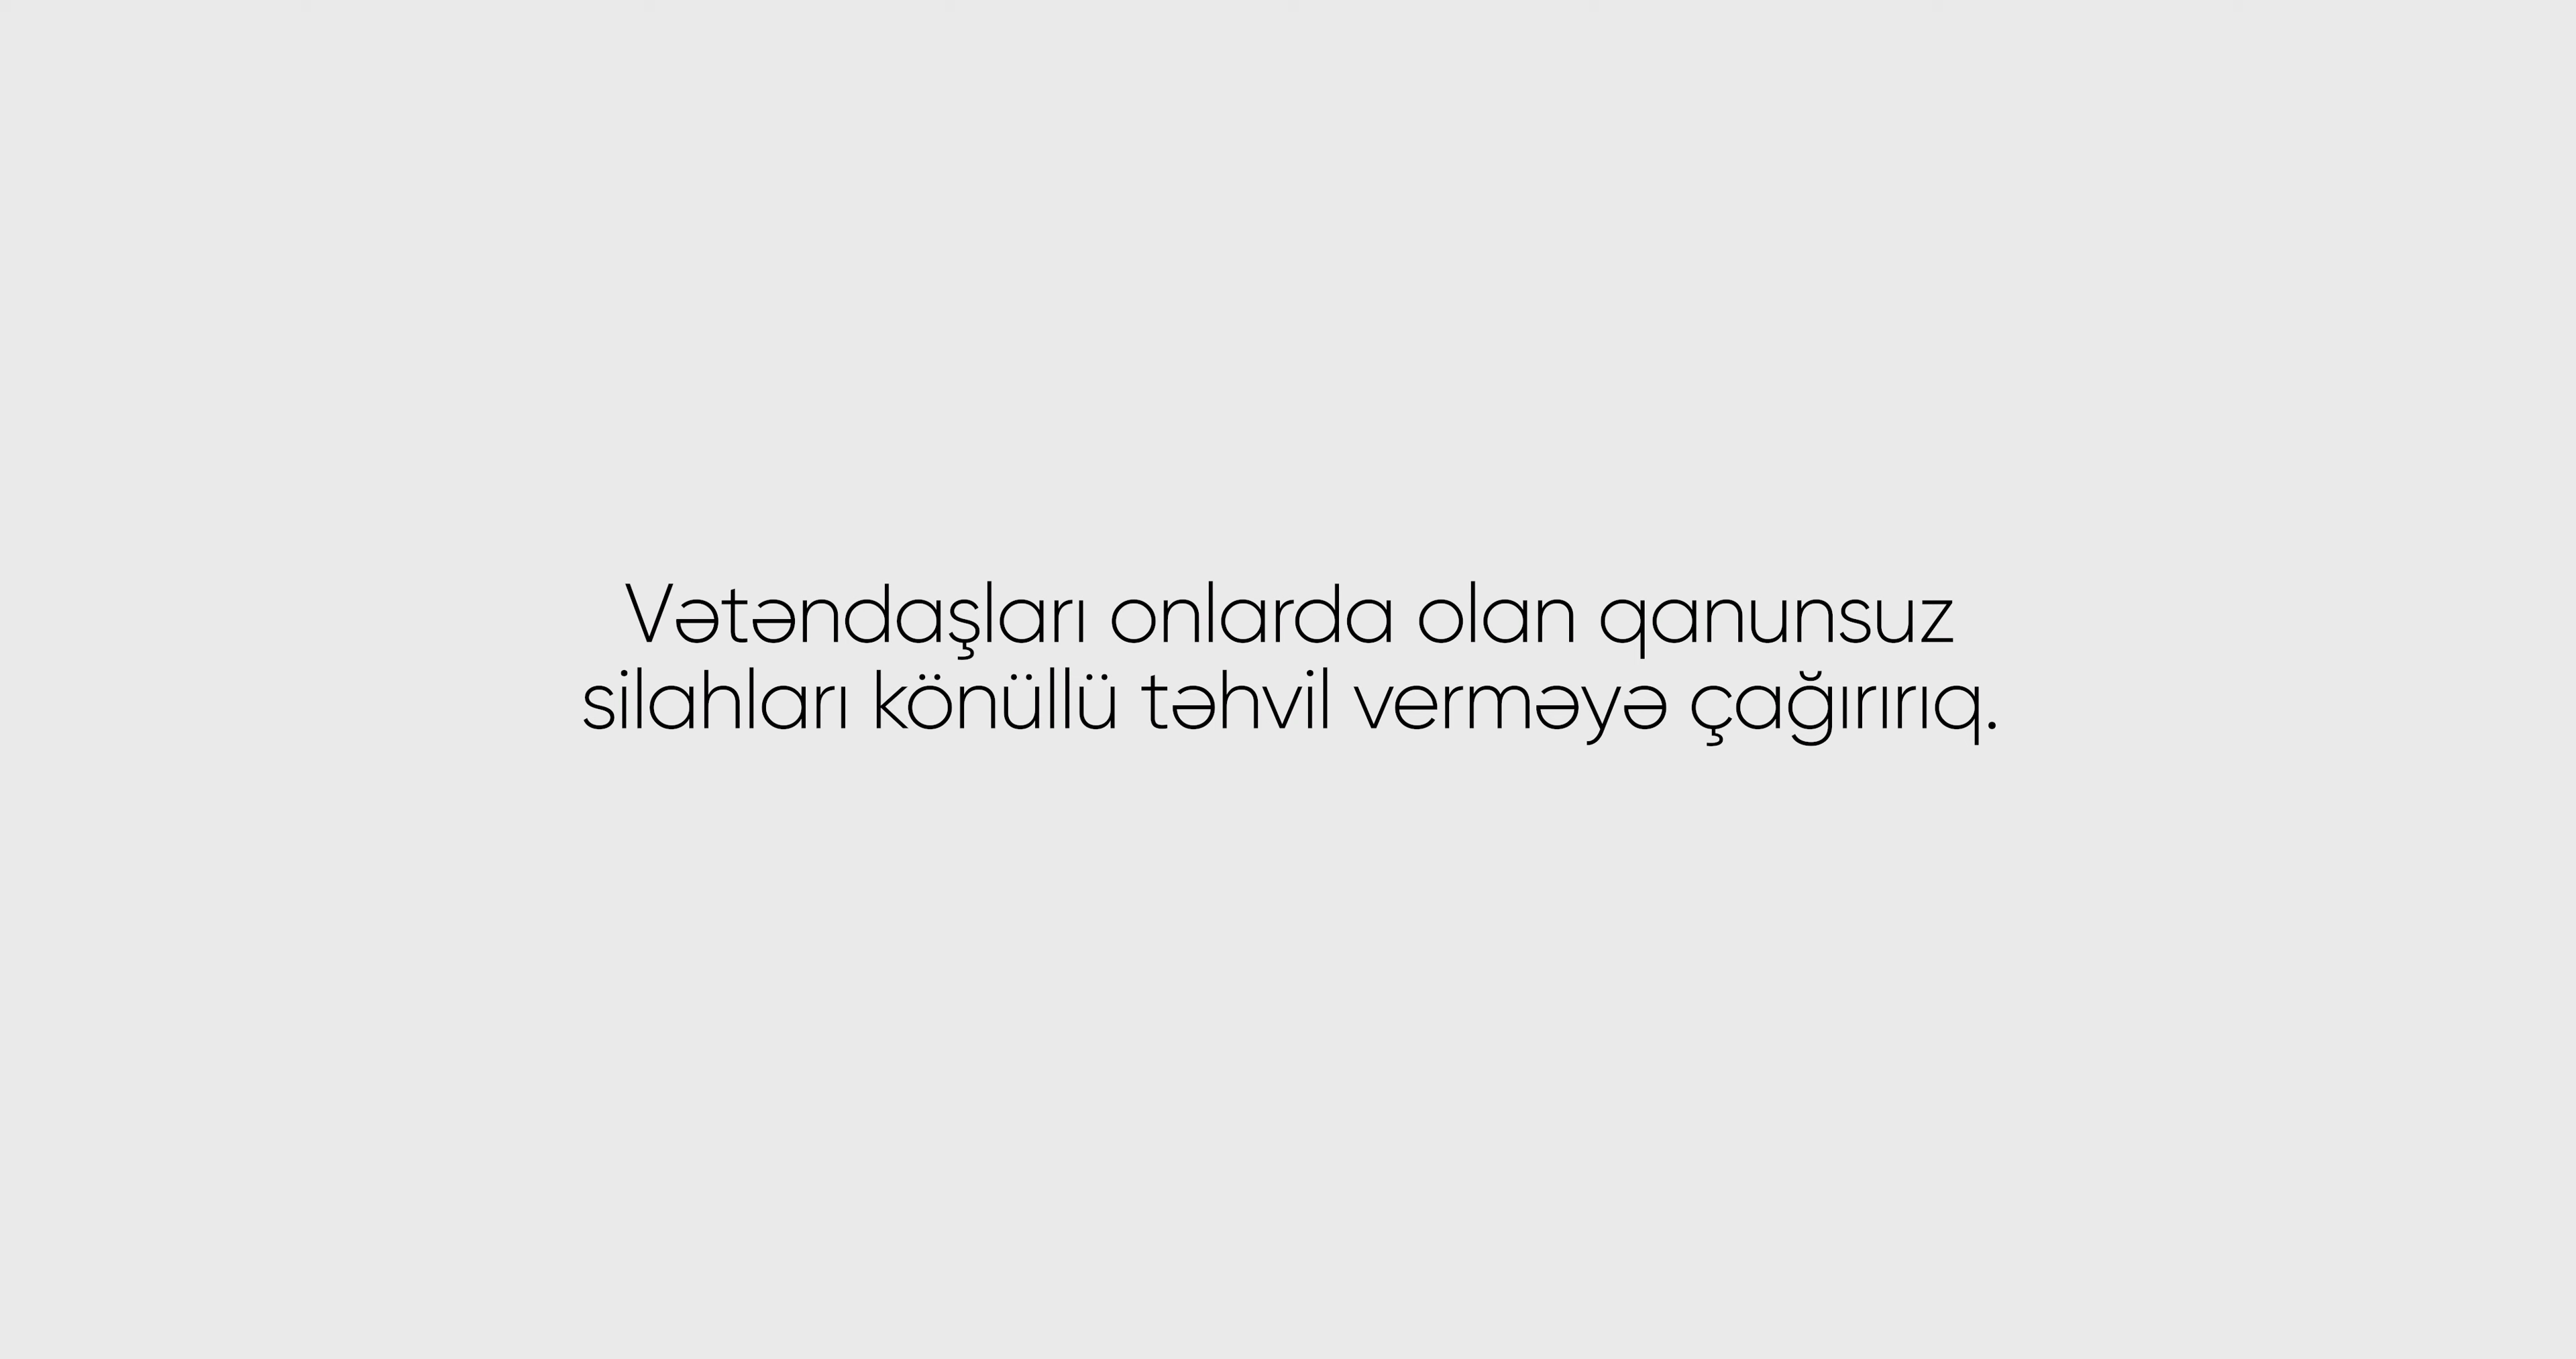 Vətəndaşları onlarda olan qanunsuz
silahları könüllü təhvil verməyə çağırırıq.